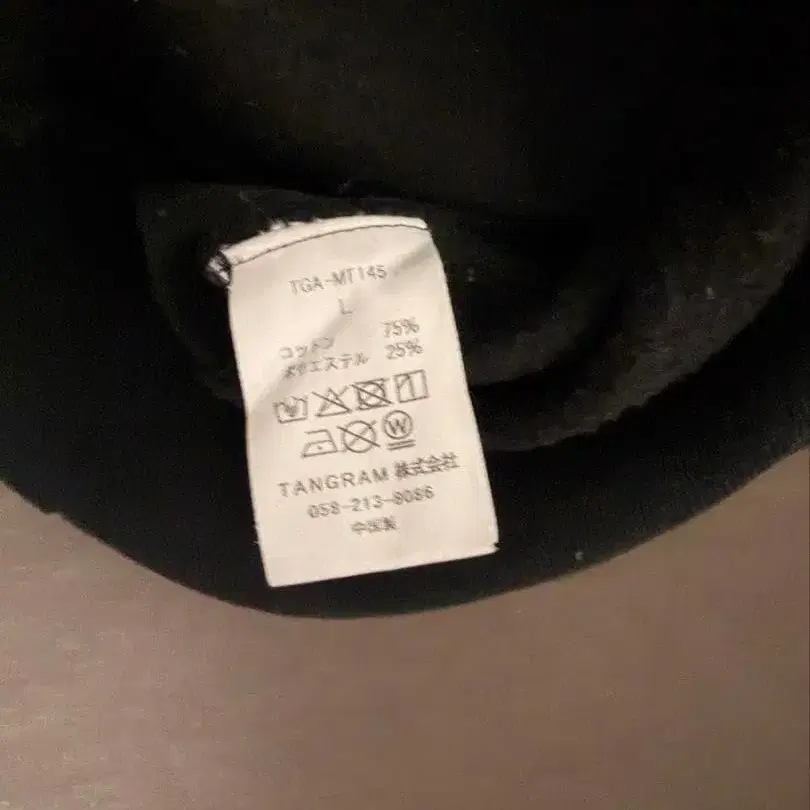 TGA-MT145
L
コットン 75%
ポリエステル 25%
W
TANGRAM 株式会社
058-213-8086
中国製